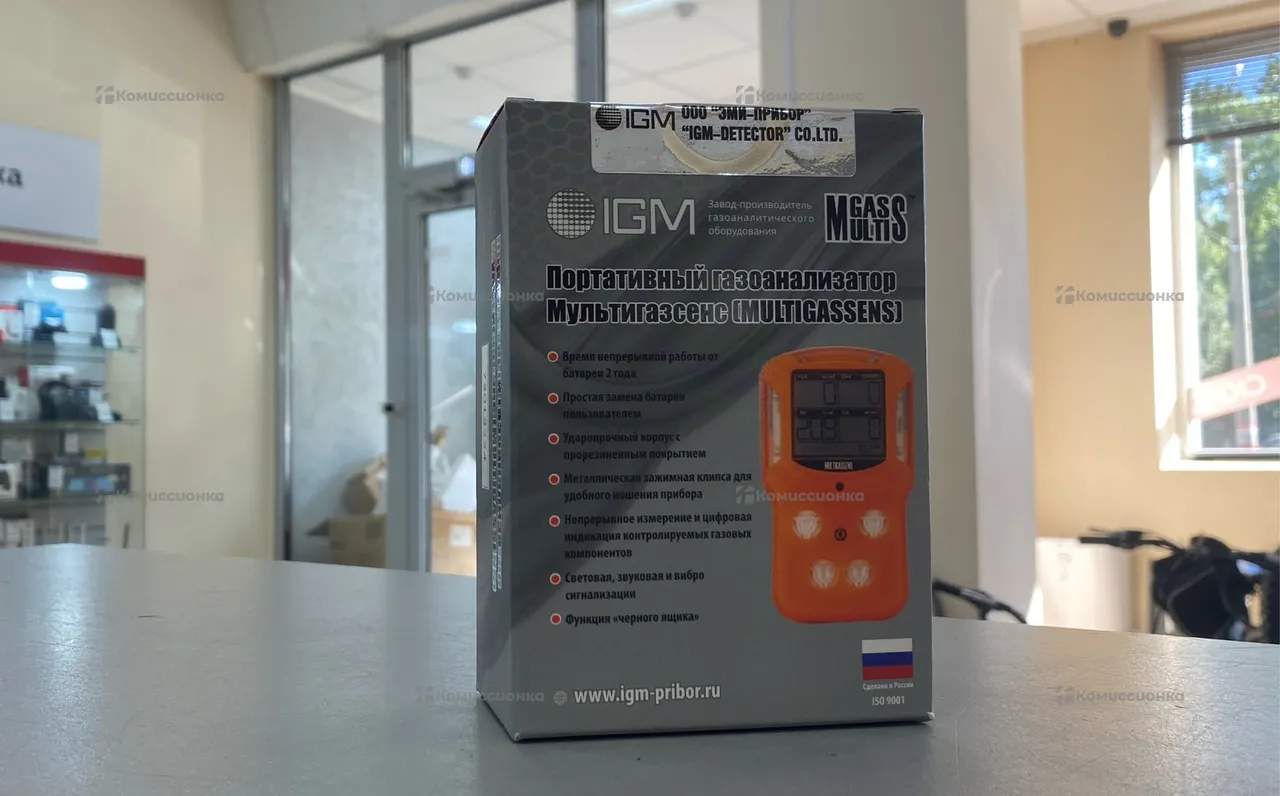 IGM ООО "ЭМИ-ПРИБОР"
"IGM-DETECTOR" CO.LTD.
IGM
Завод-производитель
газоаналитического
оборудования
GAS
MULTIS
Портативный газоанализатор
Мультигазсенс (MULTIGASSENS)
Время непрерывной работы от
батареи 2 года
Простая замена батареи
пользователем
Ударопрочный корпус с
прорезиненным покрытием
Металлическая зажимная клипса для
удобного ношения прибора
Непрерывное измерение и цифровая
индикация контролируемых газовых
компонентов
Световая, звуковая и вибро
сигнализации
Функция «черного ящика»
MULTIGASSENS
www.igm-pribor.ru
Сделано в России
ISO 9001
ка
Комиссионка
Комиссионка
Комиссионка
Комиссионка
Комиссионка
Комиссионка
Комиссионка
Комиссионка